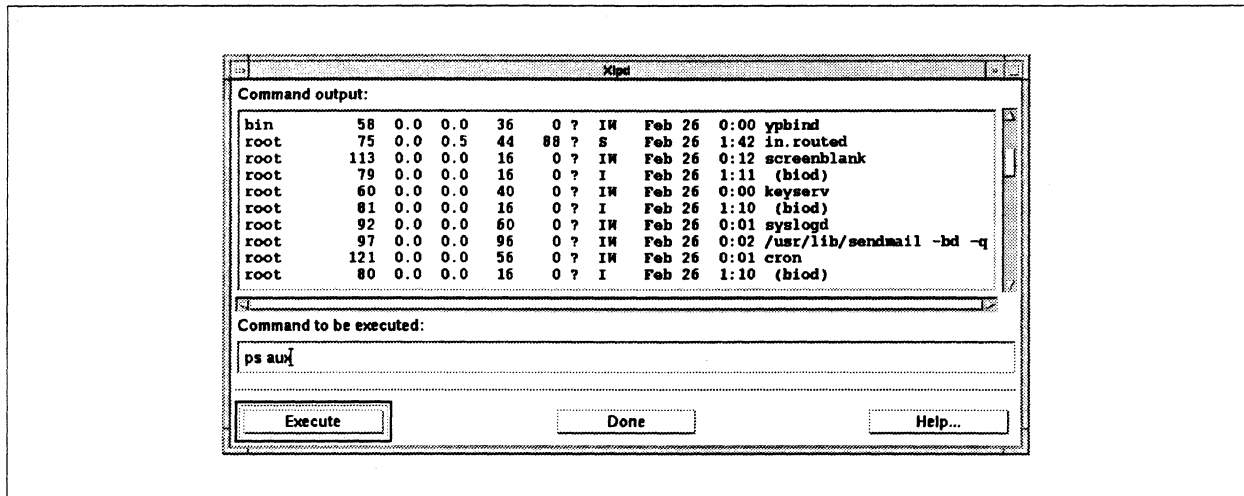 Xlpd
Command output:
bin 58 0.0 0.0 36 0 ? IW Feb 26 0:00 ypbind
root 75 0.0 0.5 44 88 ? S Feb 26 1:42 in.routed
root 113 0.0 0.0 16 0 ? IW Feb 26 0:12 screenblank
root 79 0.0 0.0 16 0 ? I Feb 26 1:11 (biod)
root 60 0.0 0.0 40 0 ? IW Feb 26 0:00 keyserv
root 81 0.0 0.0 16 0 ? I Feb 26 1:10 (biod)
root 92 0.0 0.0 60 0 ? IW Feb 26 0:01 syslogd
root 97 0.0 0.0 96 0 ? IW Feb 26 0:02 /usr/lib/sendmail -bd -q
root 121 0.0 0.0 56 0 ? IW Feb 26 0:01 cron
root 80 0.0 0.0 16 0 ? I Feb 26 1:10 (biod)
Command to be executed:
ps aux
Execute Done Help...